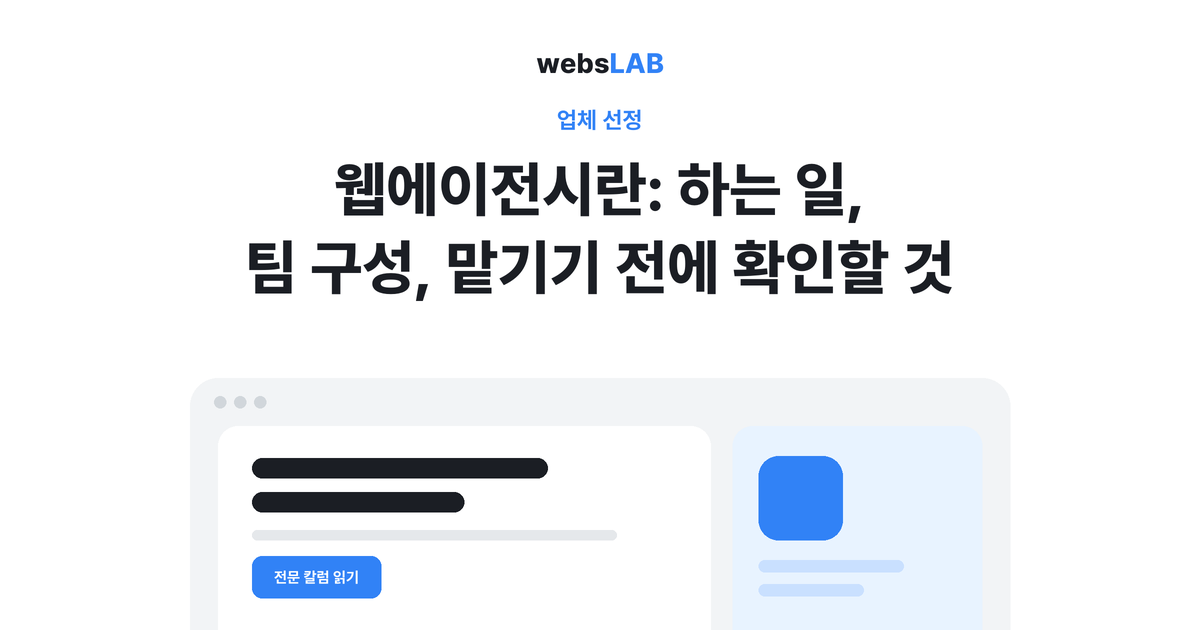 websLAB
업체 선정
웹에이전시란: 하는 일,
팀 구성, 맡기기 전에 확인할 것
전문 칼럼 읽기